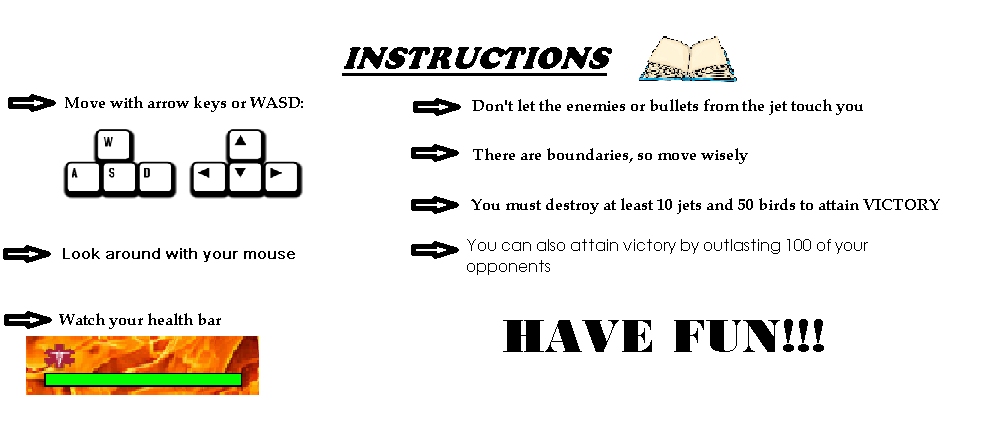 INSTRUCTIONS
Move with arrow keys or WASD:
W
A S D
Look around with your mouse
Watch your health bar
Don't let the enemies or bullets from the jet touch you
There are boundaries, so move wisely
You must destroy at least 10 jets and 50 birds to attain VICTORY
You can also attain victory by outlasting 100 of your
opponents
HAVE FUN!!!